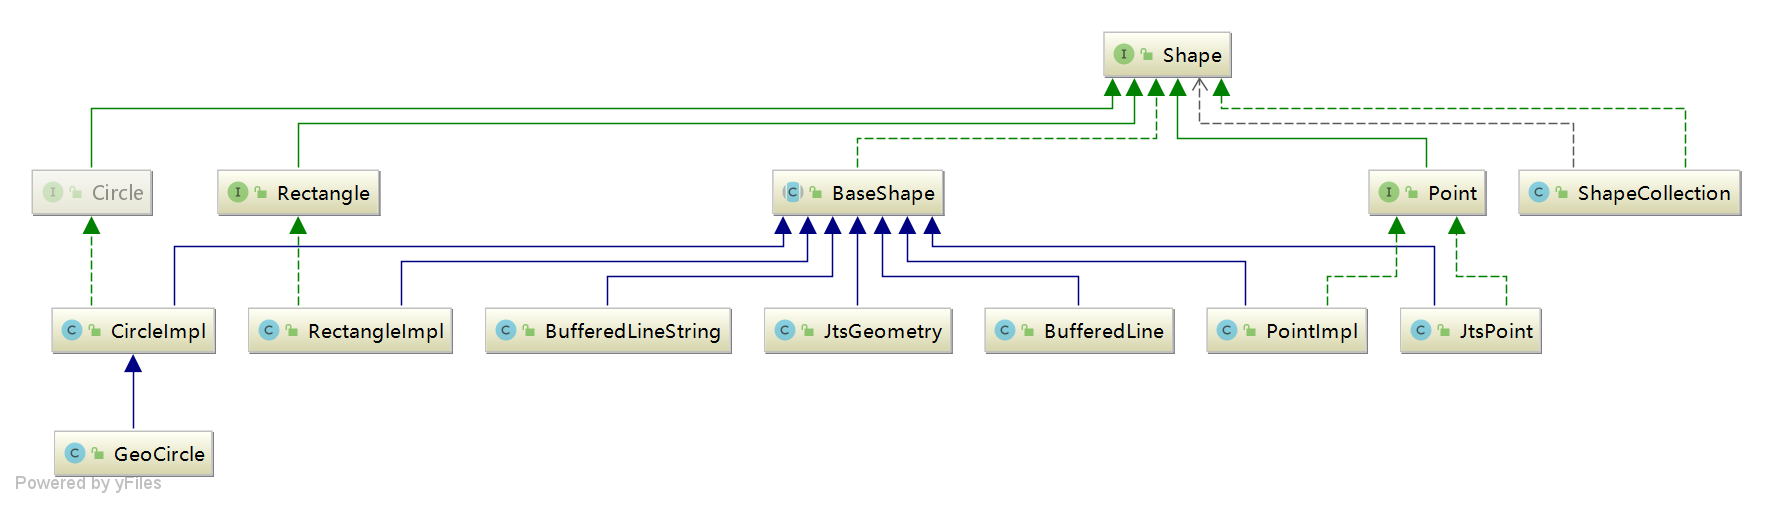 Shape
Circle
Rectangle
BaseShape
Point
ShapeCollection
CircleImpl
RectangleImpl
BufferedLineString
JtsGeometry
BufferedLine
PointImpl
JtsPoint
GeoCircle
Powered by yFiles